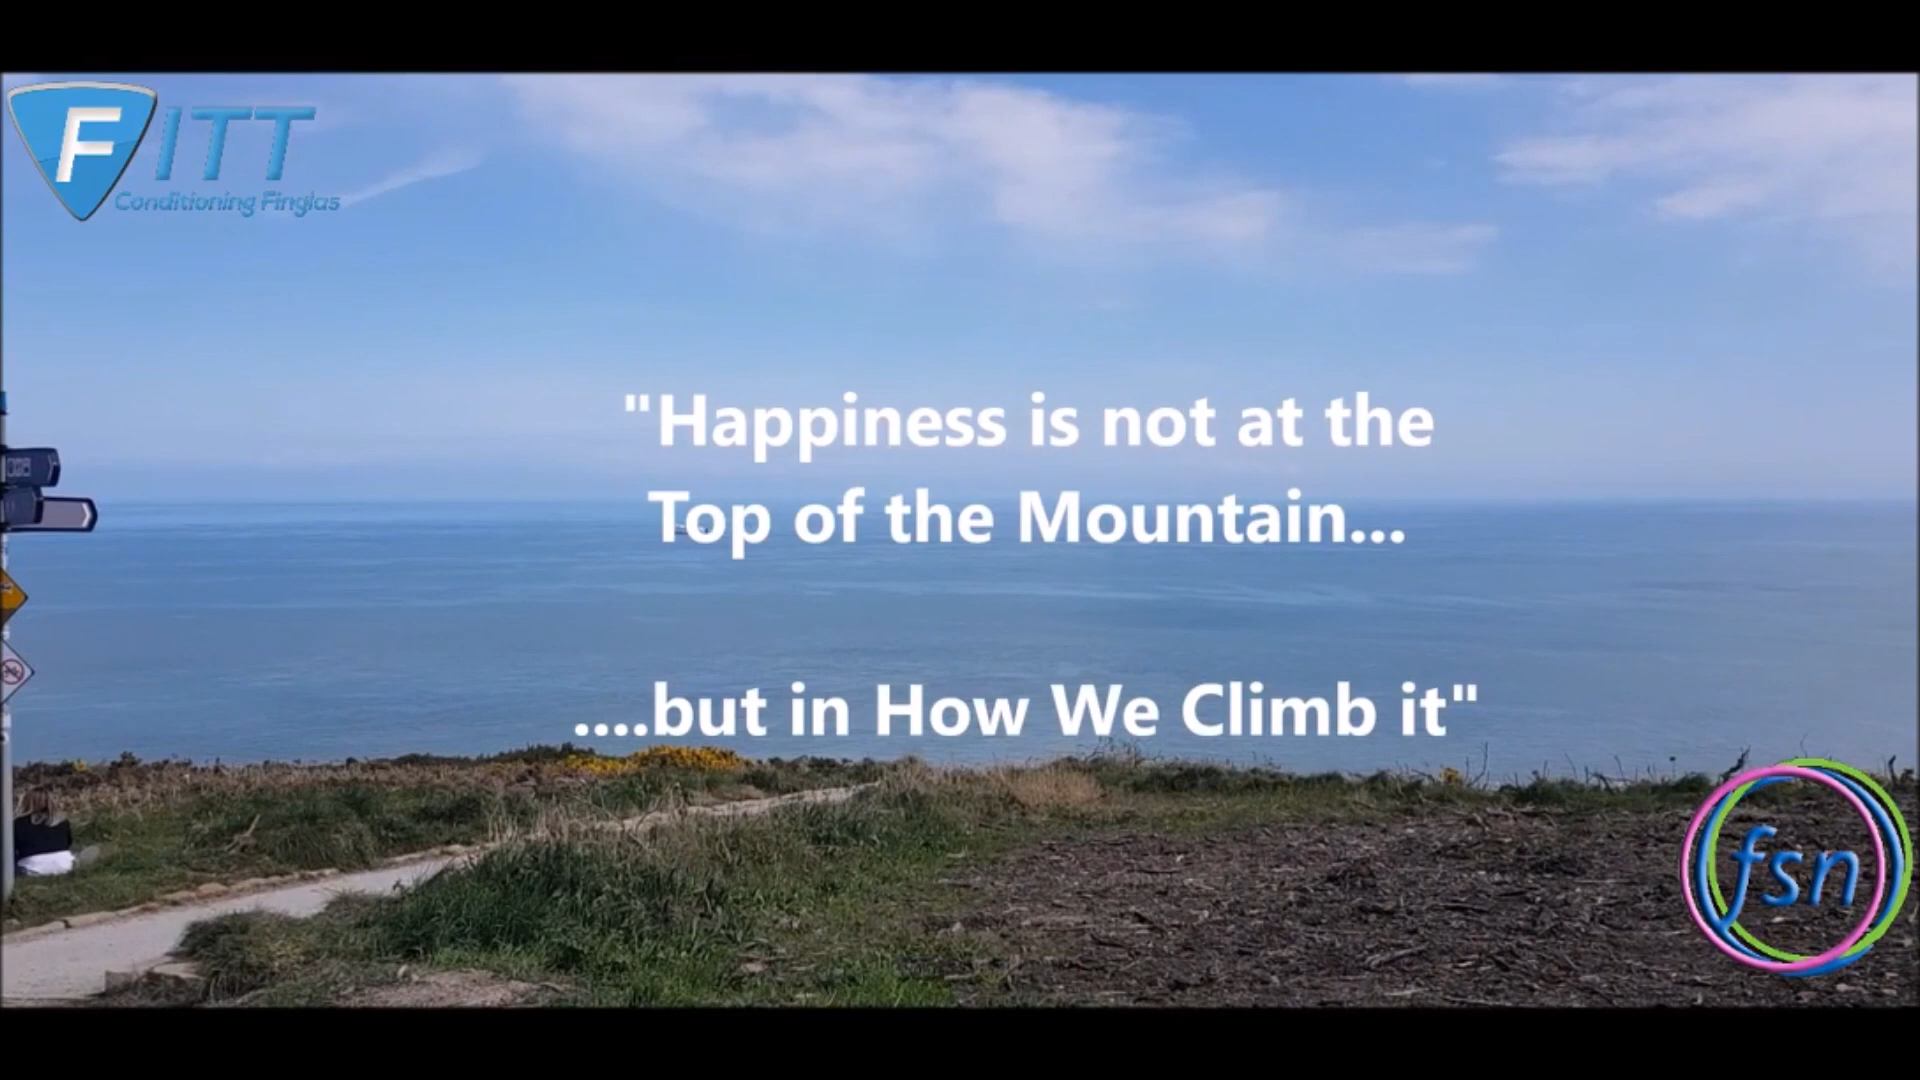 FITT
Conditioning Finglas
"Happiness is not at the
Top of the Mountain...
....but in How We Climb it"
fsn